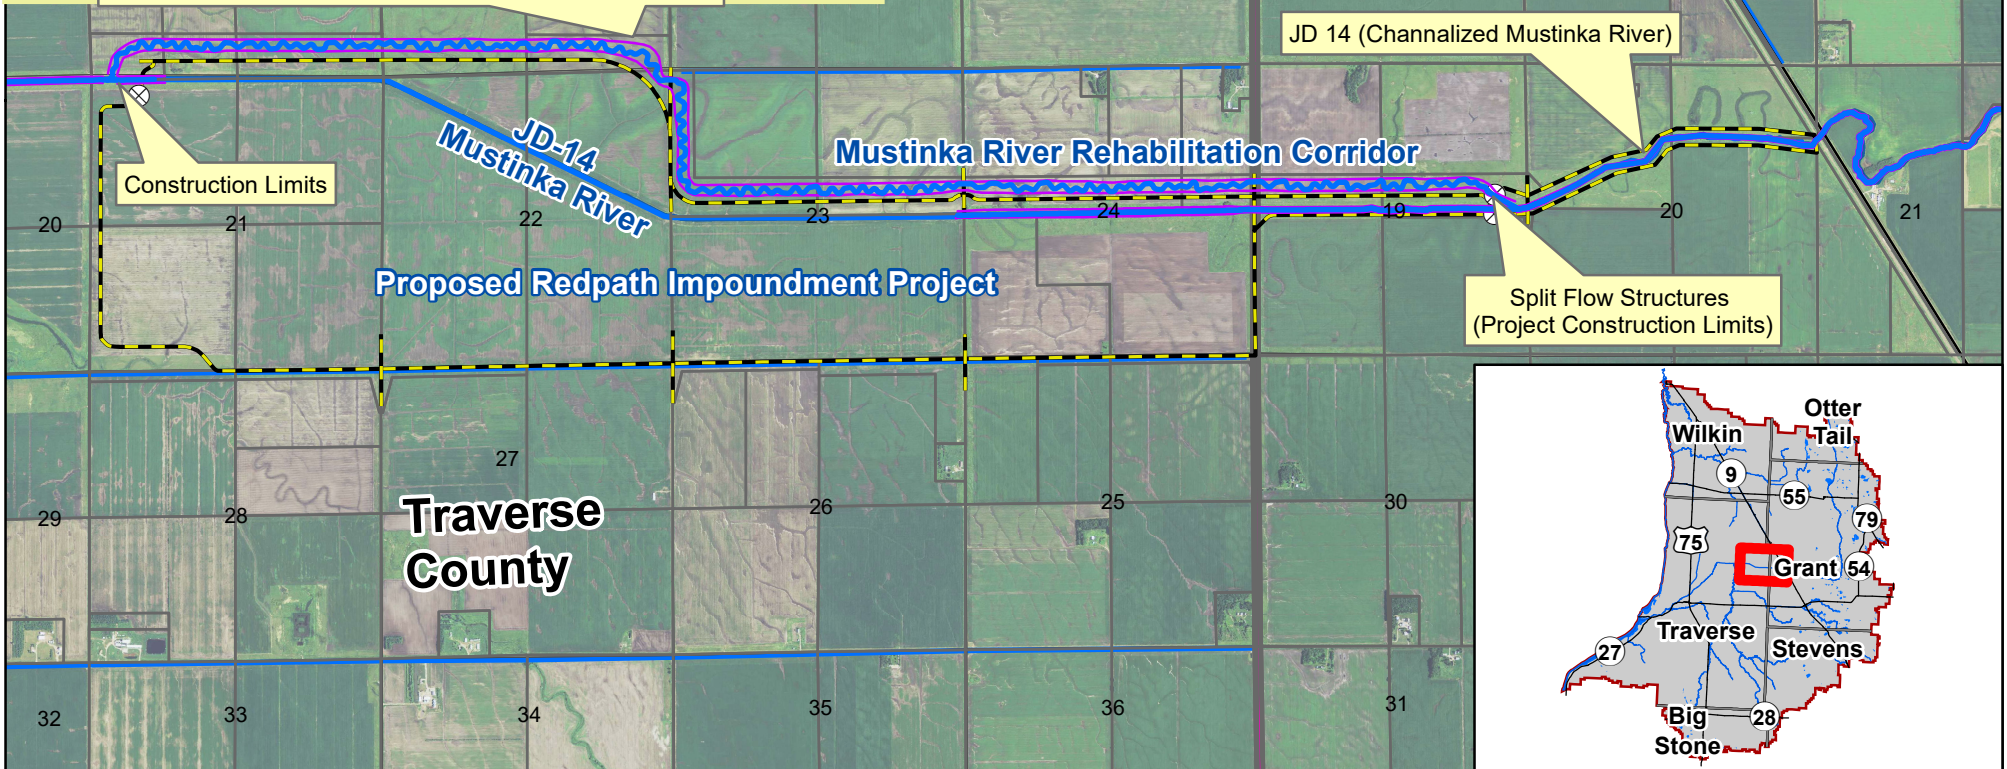 JD 14 (Channalized Mustinka River)
JD-14
Mustinka River
Mustinka River Rehabilitation Corridor
Construction Limits
20
21
22
23
24
19
20
21
Proposed Redpath Impoundment Project
Split Flow Structures
(Project Construction Limits)
27
Traverse
County
29
28
26
25
30
32
33
34
35
36
31
Otter
Tail
Wilkin
9
55
79
75
Grant
54
Traverse
27
Stevens
Big
Stone
28